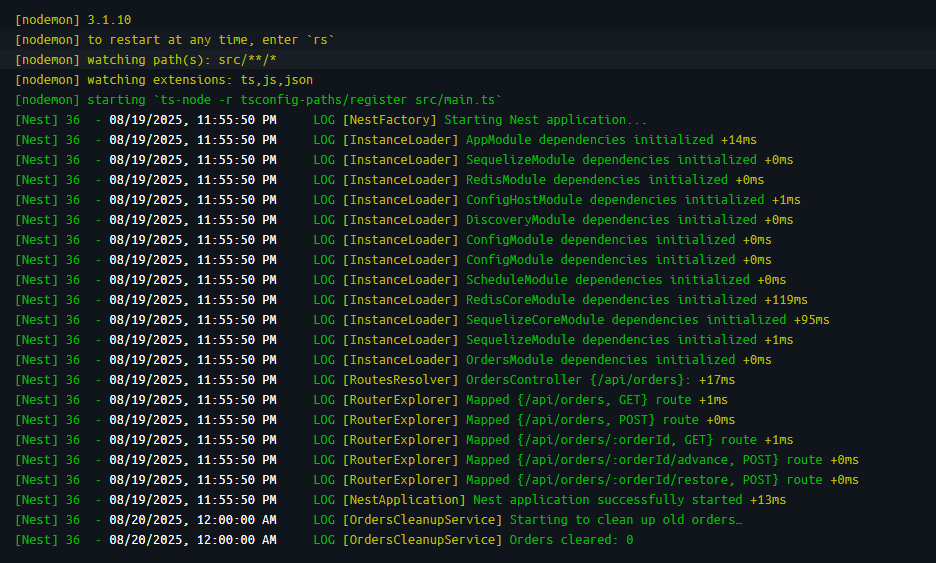 [nodemon] 3.1.10
[nodemon] to restart at any time, enter `rs`
[nodemon] watching path(s): src/**/*
[nodemon] watching extensions: ts,js,json
[nodemon] starting `ts-node -r tsconfig-paths/register src/main.ts`
[Nest] 36  - 08/19/2025, 11:55:50 PM     LOG [NestFactory] Starting Nest application...
[Nest] 36  - 08/19/2025, 11:55:50 PM     LOG [InstanceLoader] AppModule dependencies initialized +14ms
[Nest] 36  - 08/19/2025, 11:55:50 PM     LOG [InstanceLoader] SequelizeModule dependencies initialized +0ms
[Nest] 36  - 08/19/2025, 11:55:50 PM     LOG [InstanceLoader] RedisModule dependencies initialized +0ms
[Nest] 36  - 08/19/2025, 11:55:50 PM     LOG [InstanceLoader] ConfigHostModule dependencies initialized +1ms
[Nest] 36  - 08/19/2025, 11:55:50 PM     LOG [InstanceLoader] DiscoveryModule dependencies initialized +0ms
[Nest] 36  - 08/19/2025, 11:55:50 PM     LOG [InstanceLoader] ConfigModule dependencies initialized +0ms
[Nest] 36  - 08/19/2025, 11:55:50 PM     LOG [InstanceLoader] ConfigModule dependencies initialized +0ms
[Nest] 36  - 08/19/2025, 11:55:50 PM     LOG [InstanceLoader] ScheduleModule dependencies initialized +0ms
[Nest] 36  - 08/19/2025, 11:55:50 PM     LOG [InstanceLoader] RedisCoreModule dependencies initialized +119ms
[Nest] 36  - 08/19/2025, 11:55:50 PM     LOG [InstanceLoader] SequelizeCoreModule dependencies initialized +95ms
[Nest] 36  - 08/19/2025, 11:55:50 PM     LOG [InstanceLoader] SequelizeModule dependencies initialized +1ms
[Nest] 36  - 08/19/2025, 11:55:50 PM     LOG [InstanceLoader] OrdersModule dependencies initialized +0ms
[Nest] 36  - 08/19/2025, 11:55:50 PM     LOG [RoutesResolver] OrdersController {/api/orders}: +17ms
[Nest] 36  - 08/19/2025, 11:55:50 PM     LOG [RouterExplorer] Mapped {/api/orders, GET} route +1ms
[Nest] 36  - 08/19/2025, 11:55:50 PM     LOG [RouterExplorer] Mapped {/api/orders, POST} route +0ms
[Nest] 36  - 08/19/2025, 11:55:50 PM     LOG [RouterExplorer] Mapped {/api/orders/:orderId, GET} route +1ms
[Nest] 36  - 08/19/2025, 11:55:50 PM     LOG [RouterExplorer] Mapped {/api/orders/:orderId/advance, POST} route +0ms
[Nest] 36  - 08/19/2025, 11:55:50 PM     LOG [RouterExplorer] Mapped {/api/orders/:orderId/restore, POST} route +0ms
[Nest] 36  - 08/19/2025, 11:55:50 PM     LOG [NestApplication] Nest application successfully started +13ms
[Nest] 36  - 08/20/2025, 12:00:00 AM     LOG [OrdersCleanupService] Starting to clean up old orders…
[Nest] 36  - 08/20/2025, 12:00:00 AM     LOG [OrdersCleanupService] Orders cleared: 0